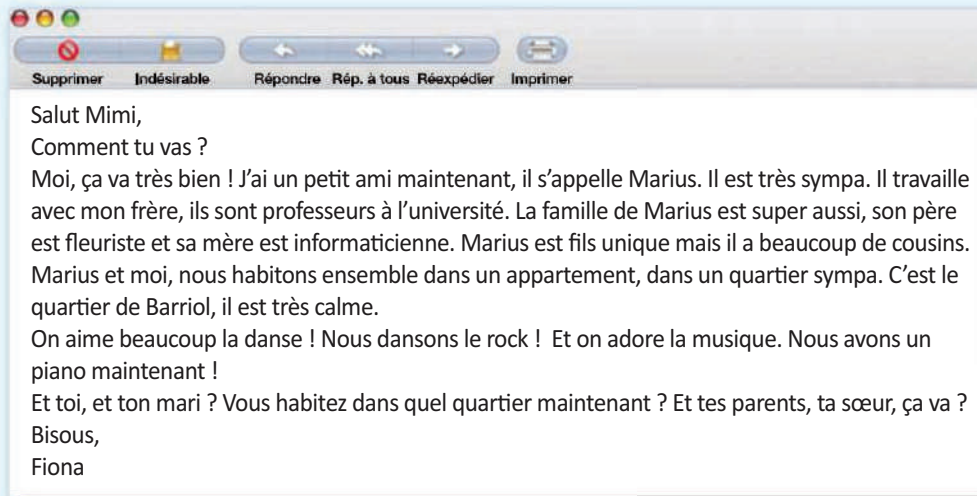 Supprimer Indésirable Répondre Rép. à tous Réexpédier Imprimer
Salut Mimi,
Comment tu vas ?
Moi, ça va très bien ! J’ai un petit ami maintenant, il s’appelle Marius. Il est très sympa. Il travaille
avec mon frère, ils sont professeurs à l’université. La famille de Marius est super aussi, son père
est fleuriste et sa mère est informaticienne. Marius est fils unique mais il a beaucoup de cousins.
Marius et moi, nous habitons ensemble dans un appartement, dans un quartier sympa. C’est le
quartier de Barriol, il est très calme.
On aime beaucoup la danse ! Nous dansons le rock !  Et on adore la musique. Nous avons un
piano maintenant !
Et toi, et ton mari ? Vous habitez dans quel quartier maintenant ? Et tes parents, ta sœur, ça va ?
Bisous,
Fiona